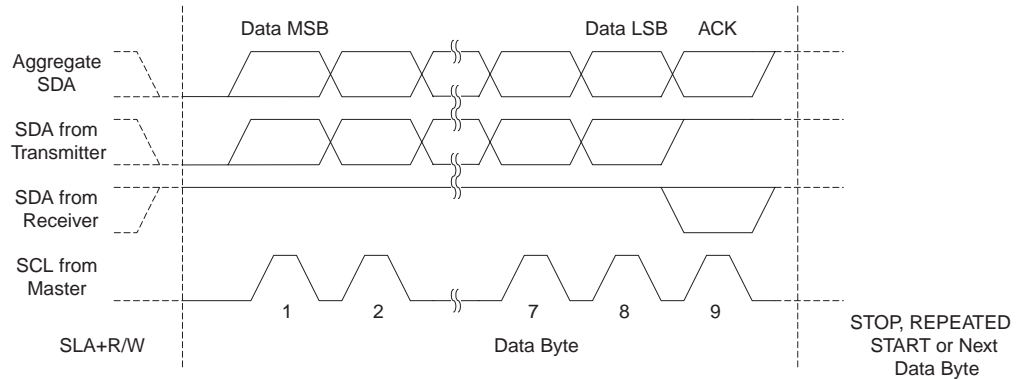 Data MSB
Data LSB
ACK
Aggregate
SDA
SDA from
Transmitter
SDA from
Receiver
SCL from
Master
1
2
7
8
9
SLA+R/W
Data Byte
STOP, REPEATED
START or Next
Data Byte